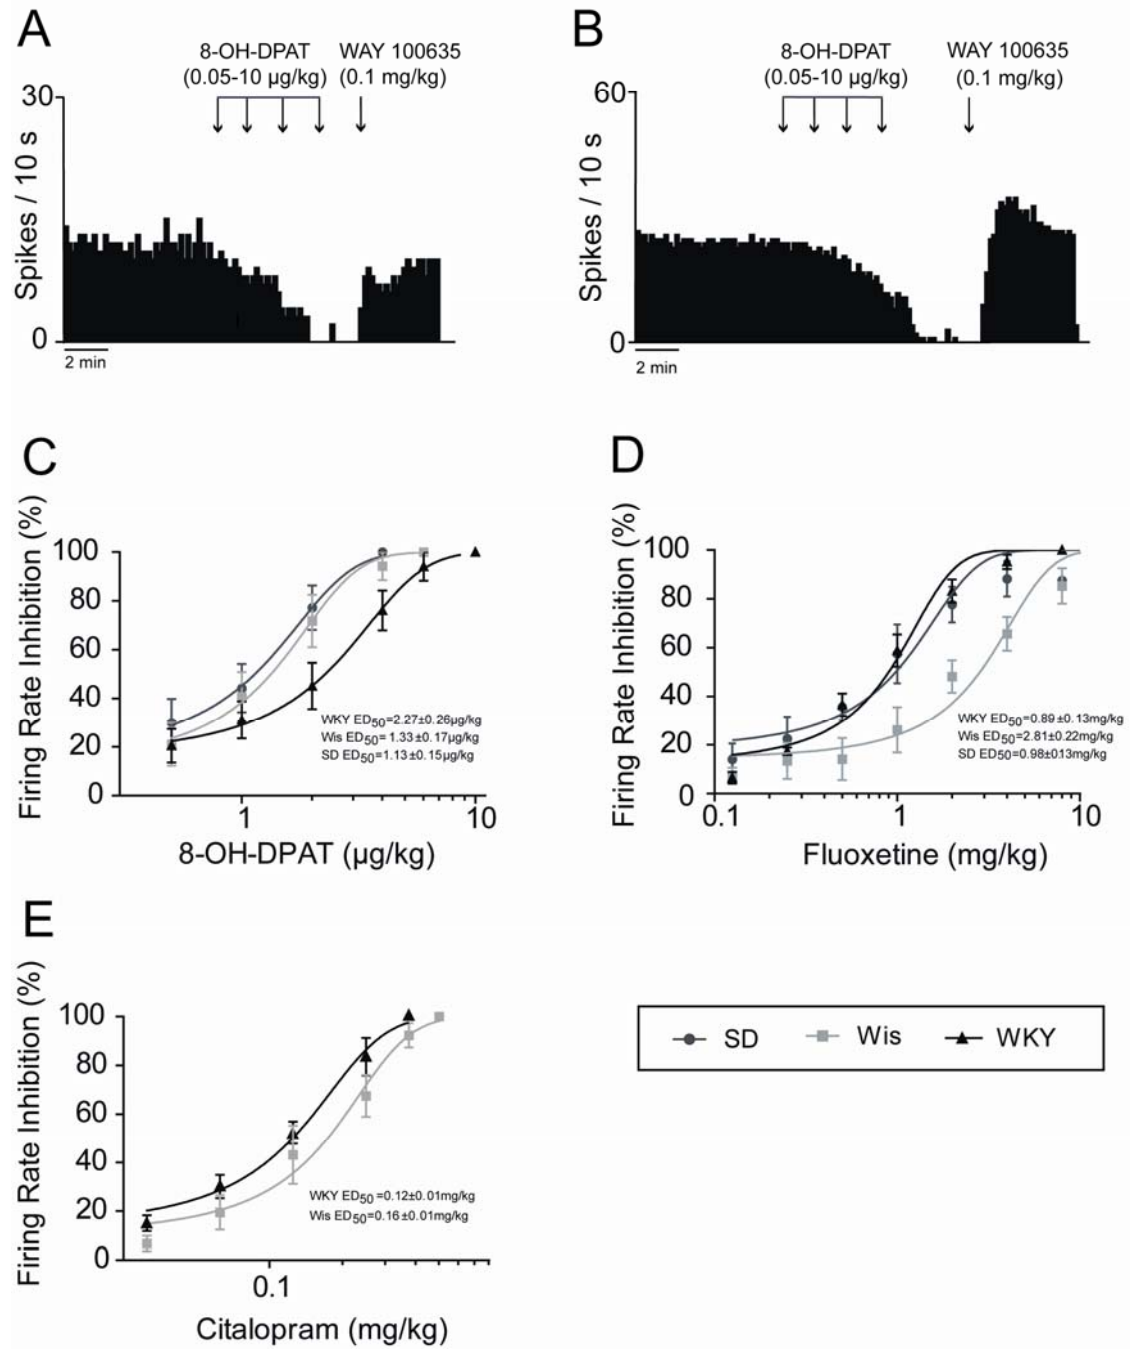 A
8-OH-DPAT
(0.05-10 µg/kg)
WAY 100635
(0.1 mg/kg)
30
Spikes / 10 s
0
2 min
B
8-OH-DPAT
(0.05-10 µg/kg)
WAY 100635
(0.1 mg/kg)
60
Spikes / 10 s
0
2 min
C
Firing Rate Inhibition (%)
100
80
60
40
20
0
WKY ED50=2.27±0.26µg/kg
Wis ED50= 1.33±0.17µg/kg
SD ED50=1.13±0.15µg/kg
1
10
8-OH-DPAT (µg/kg)
D
Firing Rate Inhibition (%)
100
80
60
40
20
0
WKY ED50=0.89±0.13mg/kg
Wis ED50=2.81±0.22mg/kg
SD ED50=0.98±013mg/kg
0.1
1
10
Fluoxetine (mg/kg)
E
Firing Rate Inhibition (%)
100
80
60
40
20
0
WKY ED50=0.12±0.01mg/kg
Wis ED50=0.16±0.01mg/kg
0.1
Citalopram (mg/kg)
SD Wis WKY